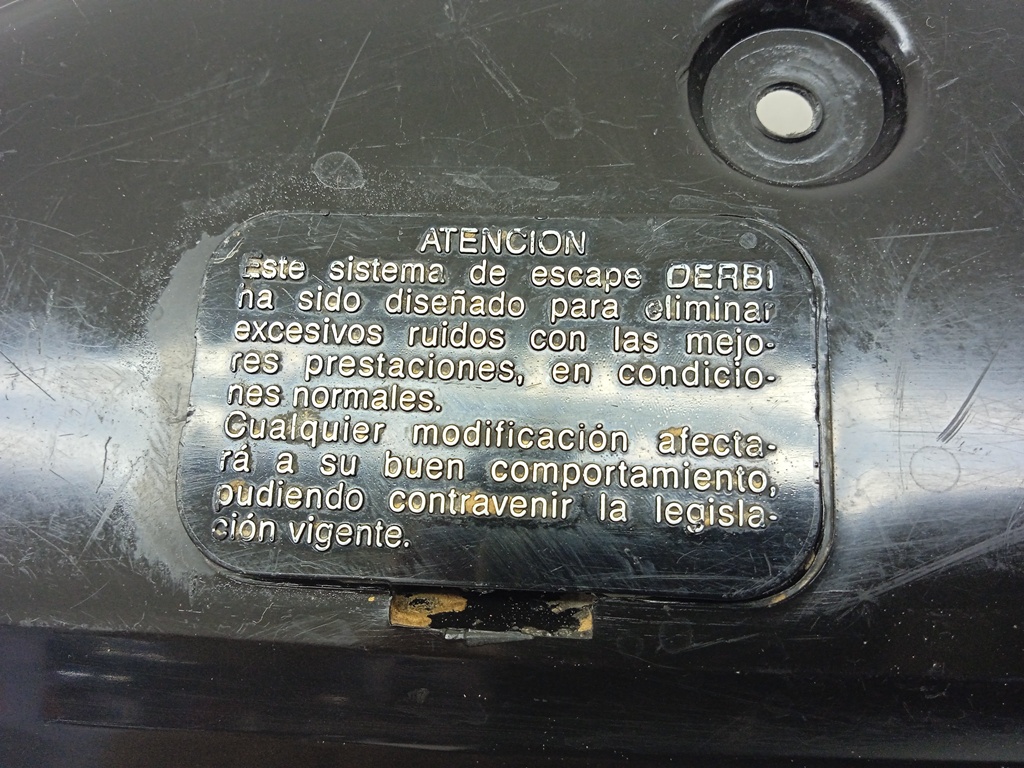 ATENCION
Este sistema de escape DERBI
ha sido diseñado para eliminar
excesivos ruidos con las mejo-
res prestaciones, en condicio-
nes normales.
Cualquier modificación afecta-
rá a su buen comportamiento,
pudiendo contravenir la legisla-
ción vigente.